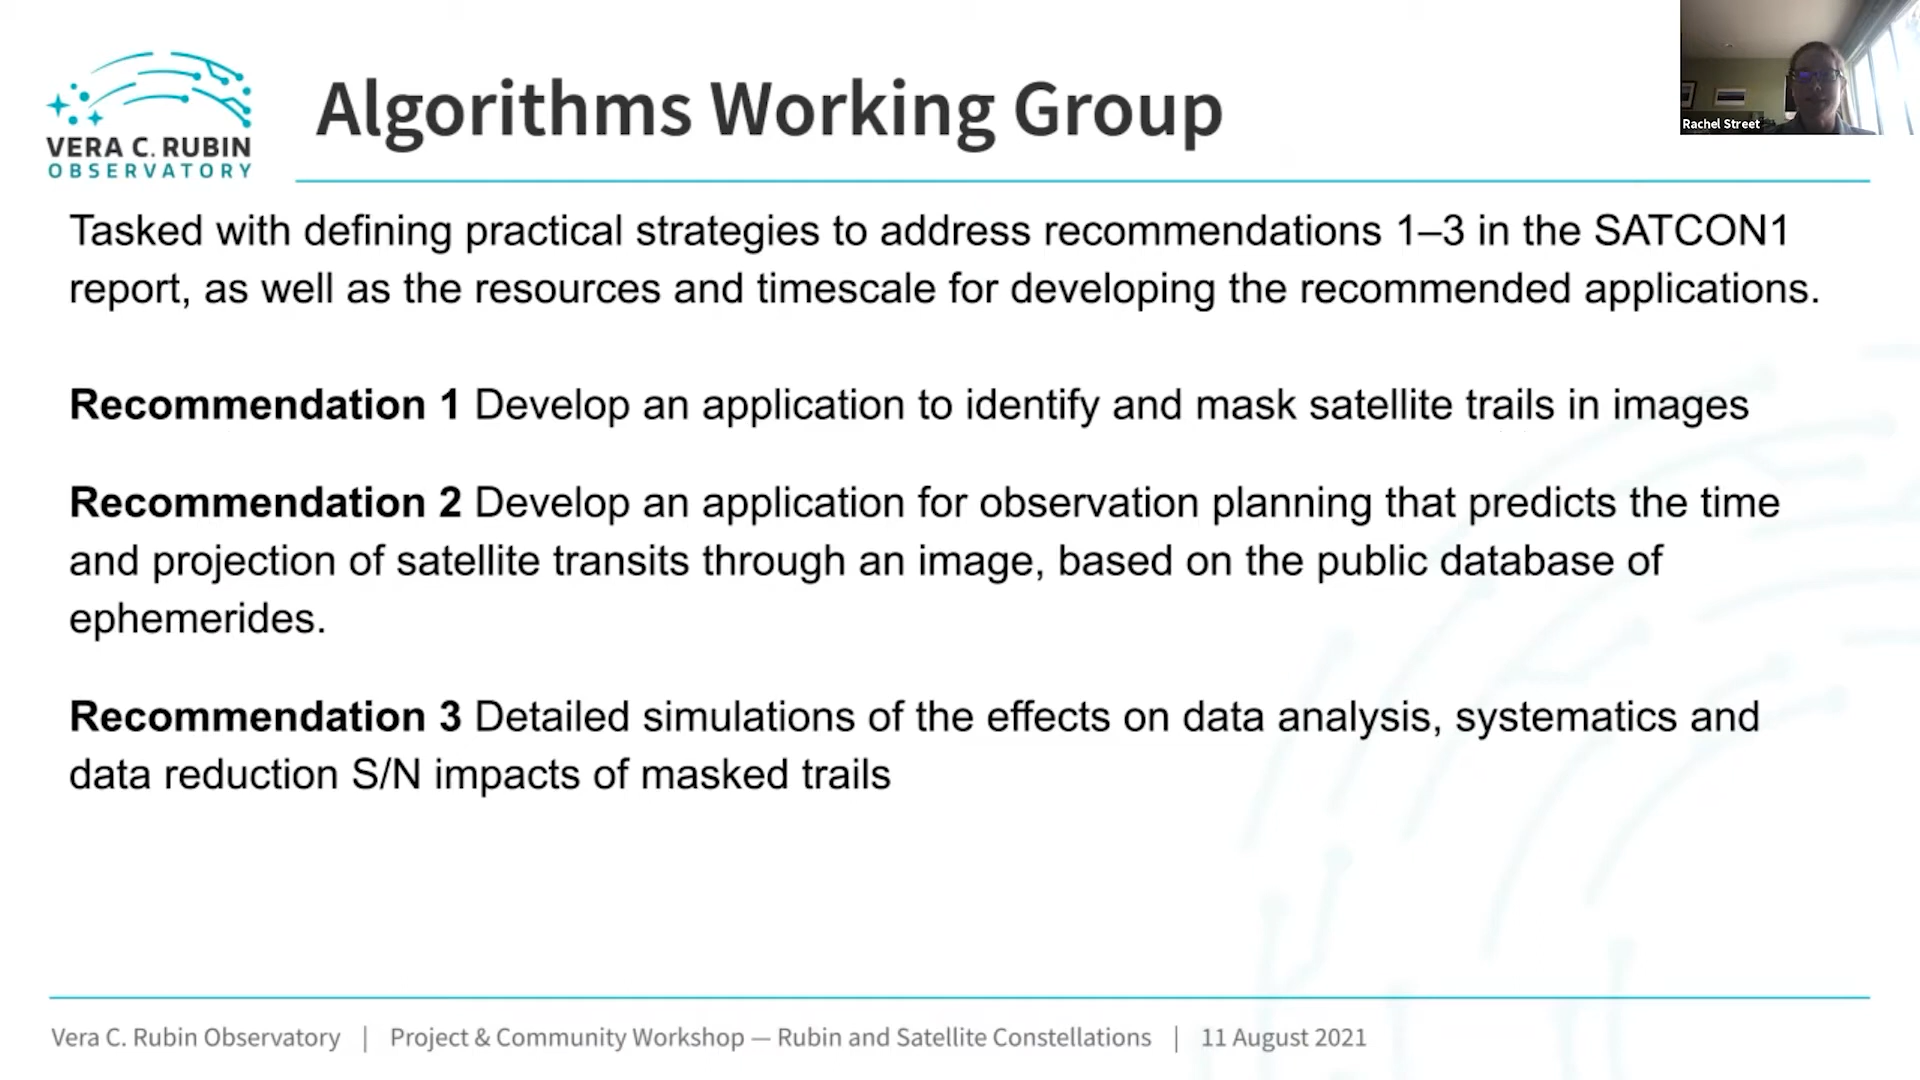 VERA C. RUBIN
OBSERVATORY
Algorithms Working Group
Rachel Street
Tasked with defining practical strategies to address recommendations 1–3 in the SATCON1
report, as well as the resources and timescale for developing the recommended applications.
Recommendation 1 Develop an application to identify and mask satellite trails in images
Recommendation 2 Develop an application for observation planning that predicts the time
and projection of satellite transits through an image, based on the public database of
ephemerides.
Recommendation 3 Detailed simulations of the effects on data analysis, systematics and
data reduction S/N impacts of masked trails
Vera C. Rubin Observatory | Project & Community Workshop — Rubin and Satellite Constellations | 11 August 2021